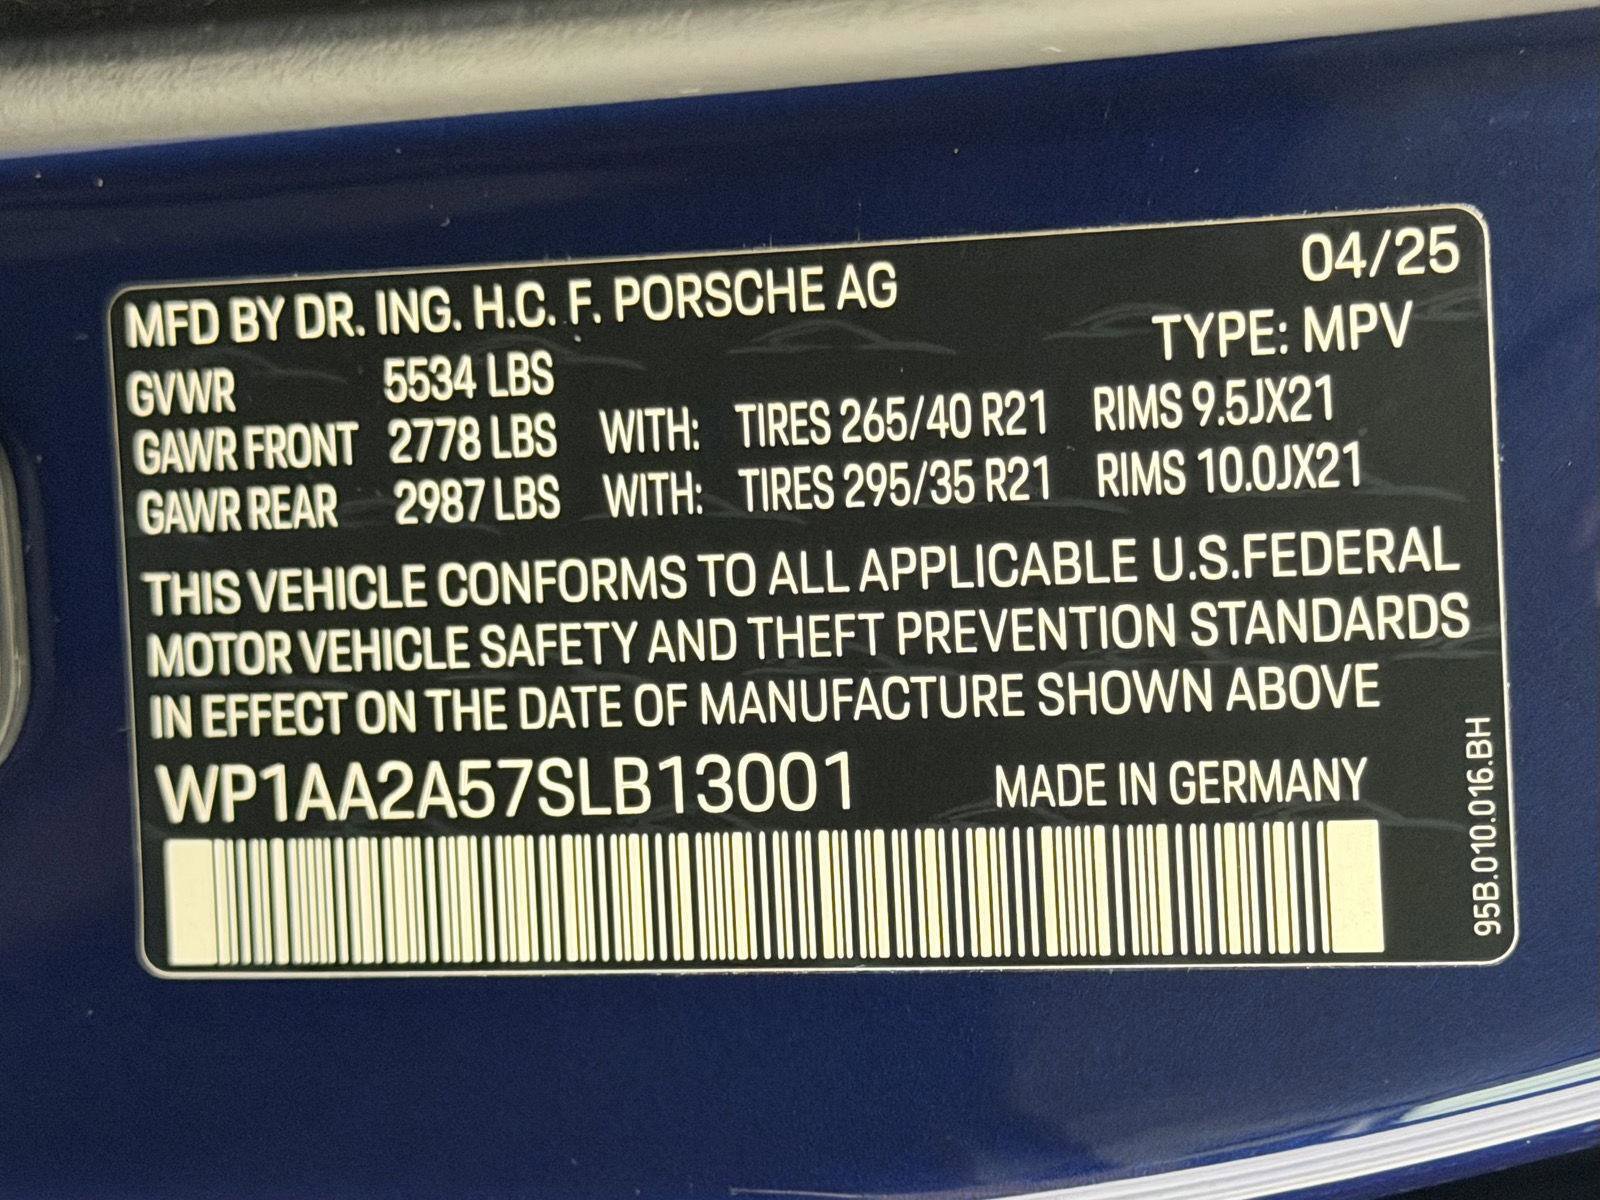 04/25
MFD BY DR. ING. H.C. F. PORSCHE AG
TYPE: MPV
GVWR 5534 LBS
GAWR FRONT 2778 LBS WITH: TIRES 265/40 R21 RIMS 9.5JX21
GAWR REAR 2987 LBS WITH: TIRES 295/35 R21 RIMS 10.0JX21
THIS VEHICLE CONFORMS TO ALL APPLICABLE U.S.FEDERAL
MOTOR VEHICLE SAFETY AND THEFT PREVENTION STANDARDS
IN EFFECT ON THE DATE OF MANUFACTURE SHOWN ABOVE
WP1AA2A57SLB13001 MADE IN GERMANY
95B.010.016.BH